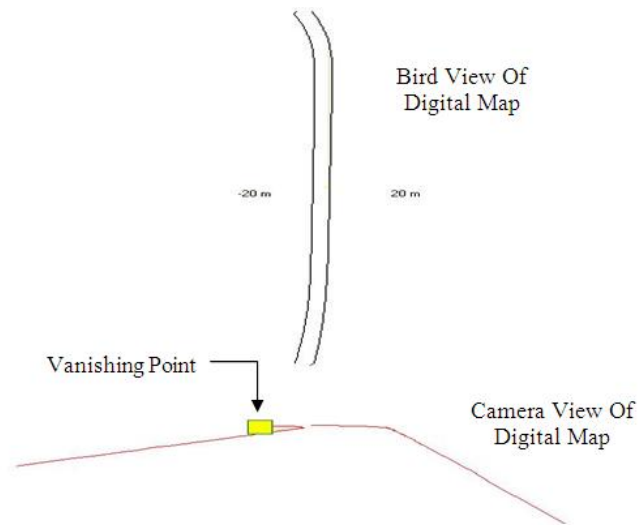 Bird View Of
Digital Map
-20 m
20 m
Vanishing Point
Camera View Of
Digital Map